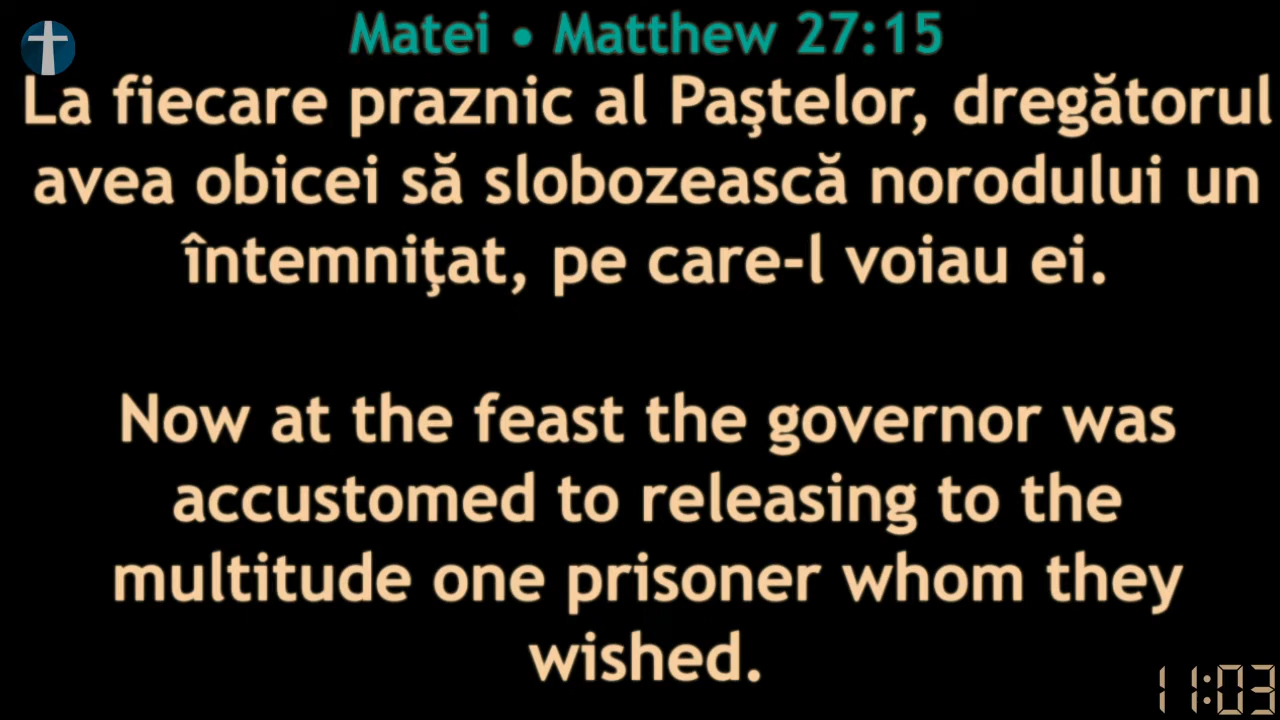 Matei • Matthew 27:15
La fiecare praznic al Paştelor, dregătorul
avea obicei să slobozească norodului un
întemniţat, pe care-l voiau ei.
Now at the feast the governor was
accustomed to releasing to the
multitude one prisoner whom they
wished.
11:03